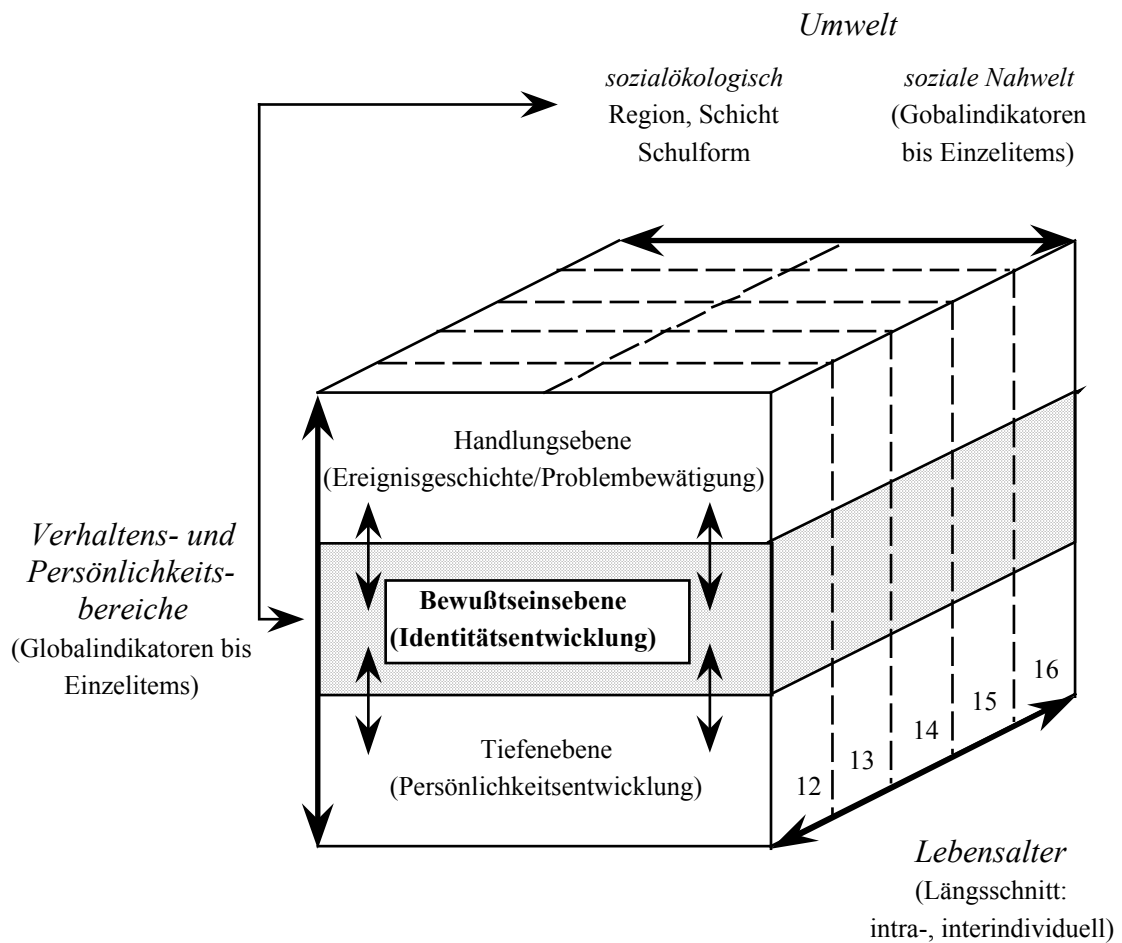 Umwelt
sozialökologisch
Region, Schicht
Schulform
soziale Nahwelt
(Gobalindikatoren
bis Einzelitems)
Handlungsebene
(Ereignisgeschichte/Problembewätigung)
Verhaltens- und
Persönlichkeits-
bereiche
(Globalindikatoren bis
Einzelitems)
Bewußtseinsebene
(Identitätsentwicklung)
Tiefenebene
(Persönlichkeitsentwicklung)
12
13
14
15
16
Lebensalter
(Längsschnitt:
intra-, interindividuell)